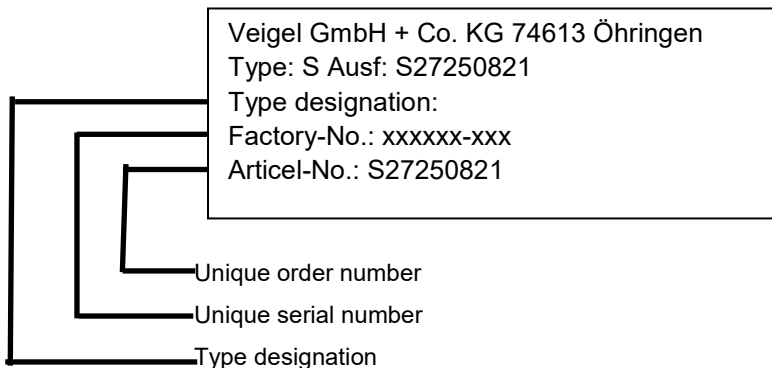 Veigel GmbH + Co. KG 74613 Öhringen
Type: S Ausf: S27250821
Type designation:
Factory-No.: xxxxxx-xxx
Articel-No.: S27250821
Unique order number
Unique serial number
Type designation